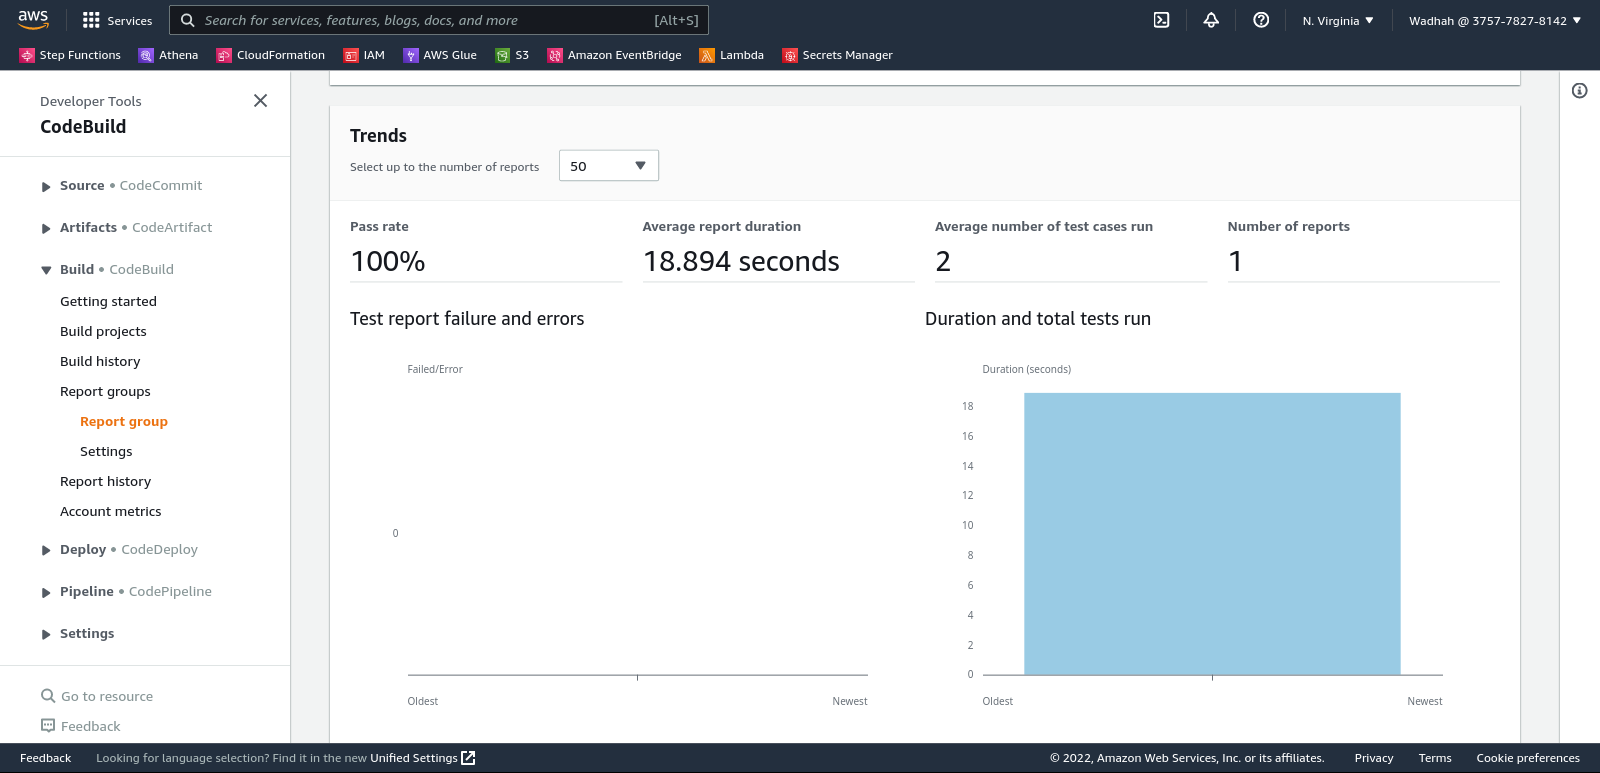 aws
Services
Search for services, features, blogs, docs, and more [Alt+S]
N. Virginia
Wadhah @ 3757-7827-8142
Step Functions
Athena
CloudFormation
IAM
AWS Glue
S3
Amazon EventBridge
Lambda
Secrets Manager
Developer Tools
CodeBuild
Source • CodeCommit
Artifacts • CodeArtifact
Build • CodeBuild
Getting started
Build projects
Build history
Report groups
Report group
Settings
Report history
Account metrics
Deploy • CodeDeploy
Pipeline • CodePipeline
Settings
Go to resource
Feedback
Trends
Select up to the number of reports 50
Pass rate
100%
Average report duration
18.894 seconds
Average number of test cases run
2
Number of reports
1
Test report failure and errors
Failed/Error
0
Oldest Newest
Duration and total tests run
Duration (seconds)
18
16
14
12
10
8
6
4
2
0
Oldest Newest
Feedback
Looking for language selection? Find it in the new Unified Settings
© 2022, Amazon Web Services, Inc. or its affiliates.
Privacy
Terms
Cookie preferences